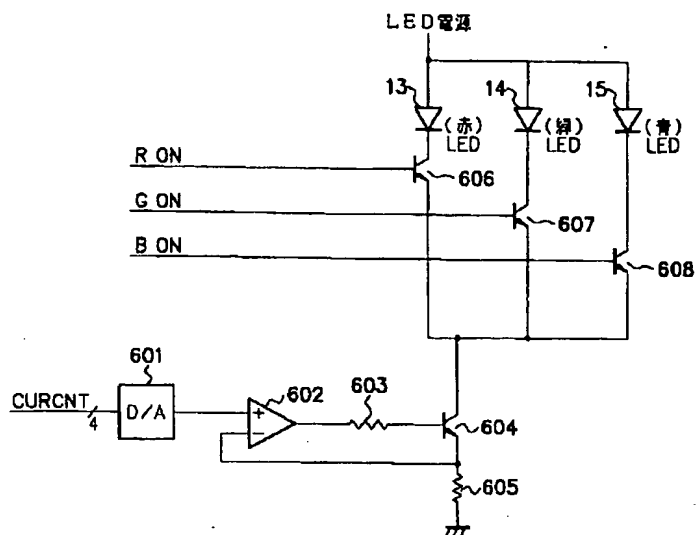 LED電源
13
14
15
(赤)
LED
(緑)
LED
(青)
LED
R ON
606
G ON
607
B ON
608
601
CURCNT
4
D/A
+
-
602
603
604
605